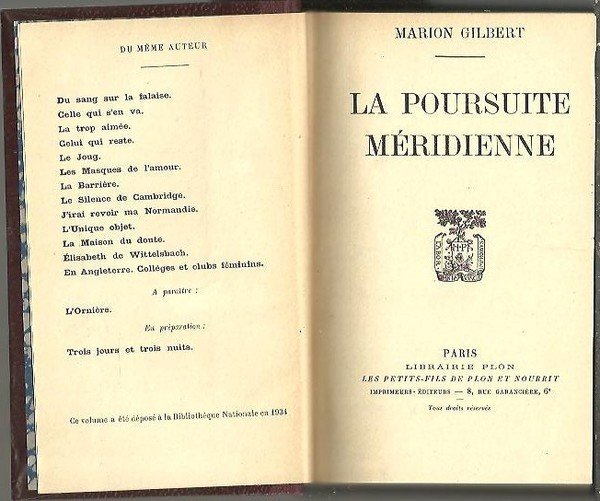 DU MÊME AUTEUR
Du sang sur la falaise.
Celle qui s'en va.
La trop aimée.
Celui qui reste.
Le Joug.
Les Masques de l'amour.
La Barrière.
Le Silence de Cambridge.
J'irai revoir ma Normandie.
L'Unique objet.
La Maison du doute.
Élisabeth de Wittelsbach.
En Angleterre. Collèges et clubs féminins.
A paraître :
L'Ornière.
En préparation :
Trois jours et trois nuits.
Ce volume a été déposé à la Bibliothèque Nationale en 1934
MARION GILBERT
LA POURSUITE
MÉRIDIENNE
PARIS
LIBRAIRIE PLON
LES PETITS-FILS DE PLON ET NOURRIT
IMPRIMEURS-ÉDITEURS — 8, RUE GARANCIÈRE, 6e
Tous droits réservés